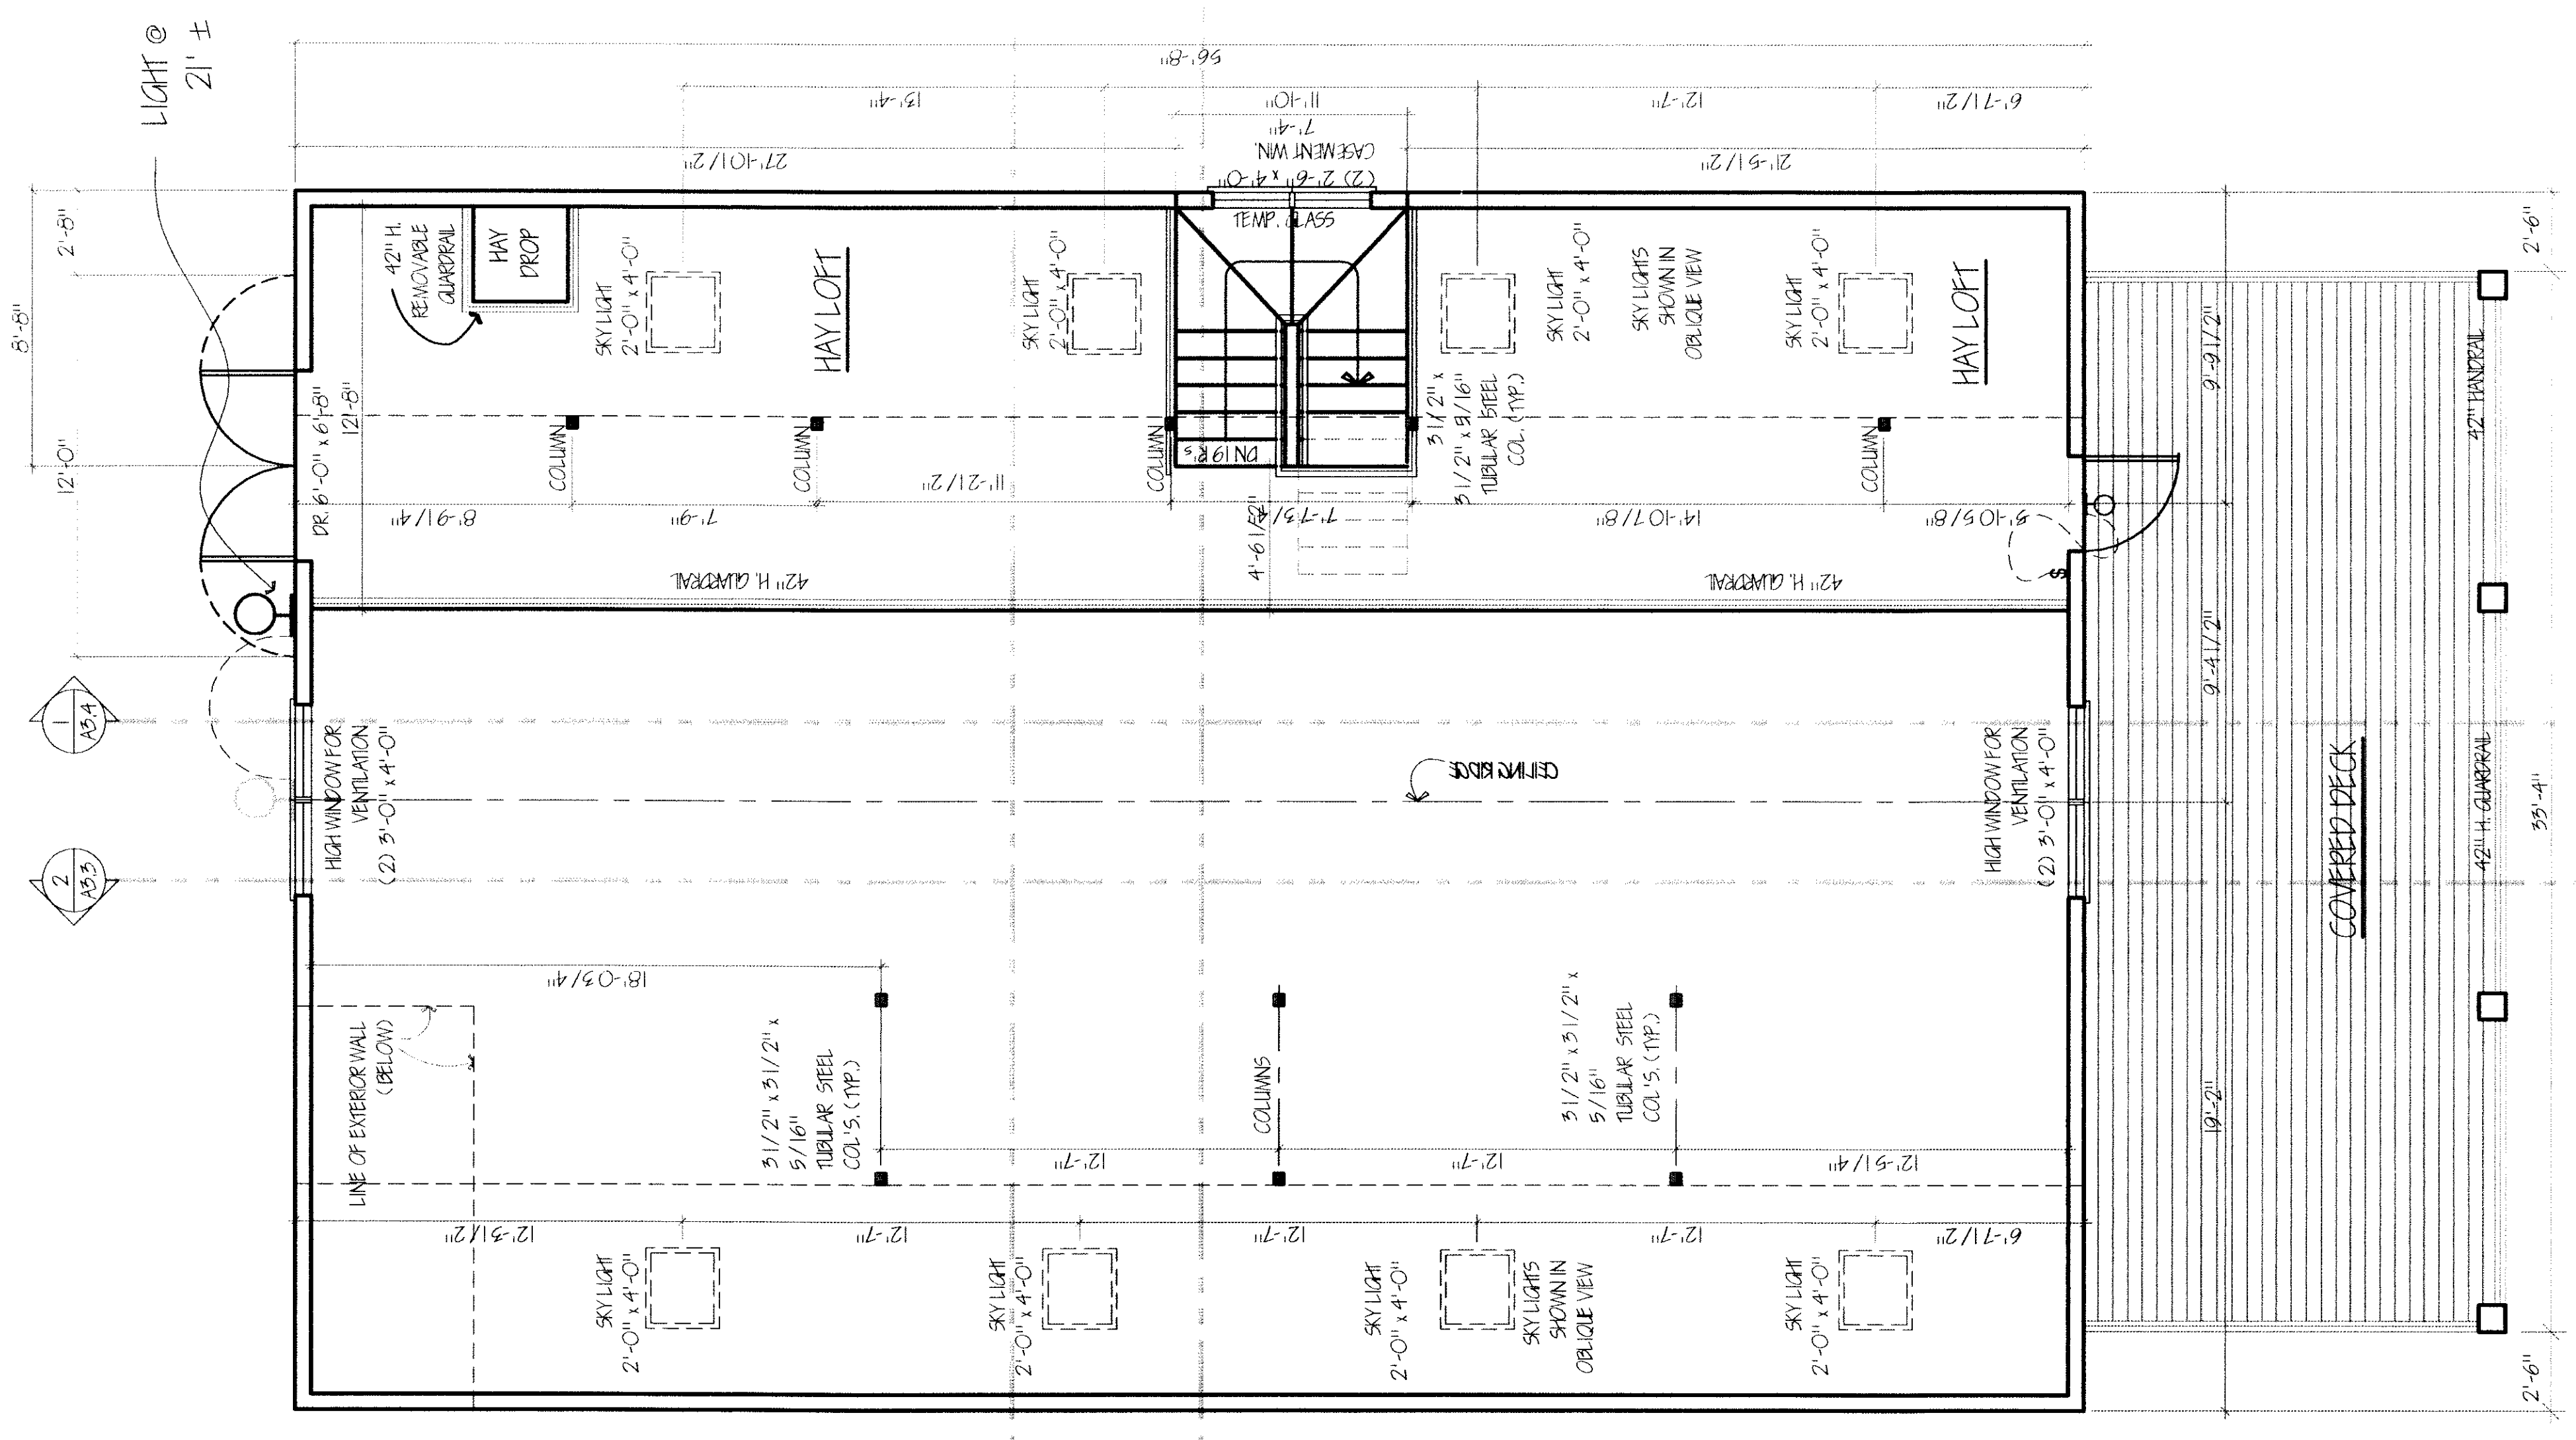 LIGHT @
21' ±
56'-8"
13'-4"
11'-10"
12'-7"
6'-7 1/2"
7'-4"
27'-10 1/2"
21'-5 1/2"
(2) 2'-6" x 4'-0"
CASEMENT WIN.
TEMP. GLASS
8'-8"
2'-8"
12'-0"
2'-6"
42" H.
REMOVABLE
GUARDRAIL
HAY
DROP
SKY LIGHT
2'-0" x 4'-0"
HAY LOFT
SKY LIGHT
2'-0" x 4'-0"
SKY LIGHT
2'-0" x 4'-0"
SKY LIGHTS
SHOWN IN
OBLIQUE VIEW
SKY LIGHT
2'-0" x 4'-0"
HAY LOFT
9'-9 1/2"
42" HANDRAIL
DR. 6'-0" x 6'-8"
12'-8"
COLUMN
COLUMN
COLUMN
DN 19 R's
3 1/2" x
3 1/2" x 5/16"
TUBULAR STEEL
COL. (TYP.)
COLUMN
8'-9 1/4"
7'-9"
11'-2 1/2"
4'-6 1/2"
14'-10 7/8"
42" H. GUARDRAIL
42" H. GUARDRAIL
S
9'-4 1/2"
1
A3.4
HIGH WINDOW FOR
VENTILATION
(2) 3'-0" x 4'-0"
CEILING RIDGE
HIGH WINDOW FOR
VENTILATION
(2) 3'-0" x 4'-0"
COVERED DECK
42" H. GUARDRAIL
33'-4"
2
A3.3
18'-0 3/4"
LINE OF EXTERIOR WALL
(BELOW)
3 1/2" x 3 1/2" x
5/16"
TUBULAR STEEL
COL'S. (TYP.)
COLUMNS
3 1/2" x 3 1/2" x
5/16"
TUBULAR STEEL
COL'S. (TYP.)
19'-2"
12'-7"
12'-7"
12'-5 1/4"
12'-3 1/2"
12'-7"
12'-7"
12'-7"
6'-7 1/2"
SKY LIGHT
2'-0" x 4'-0"
SKY LIGHT
2'-0" x 4'-0"
SKY LIGHT
2'-0" x 4'-0"
SKY LIGHTS
SHOWN IN
OBLIQUE VIEW
SKY LIGHT
2'-0" x 4'-0"
2'-6"